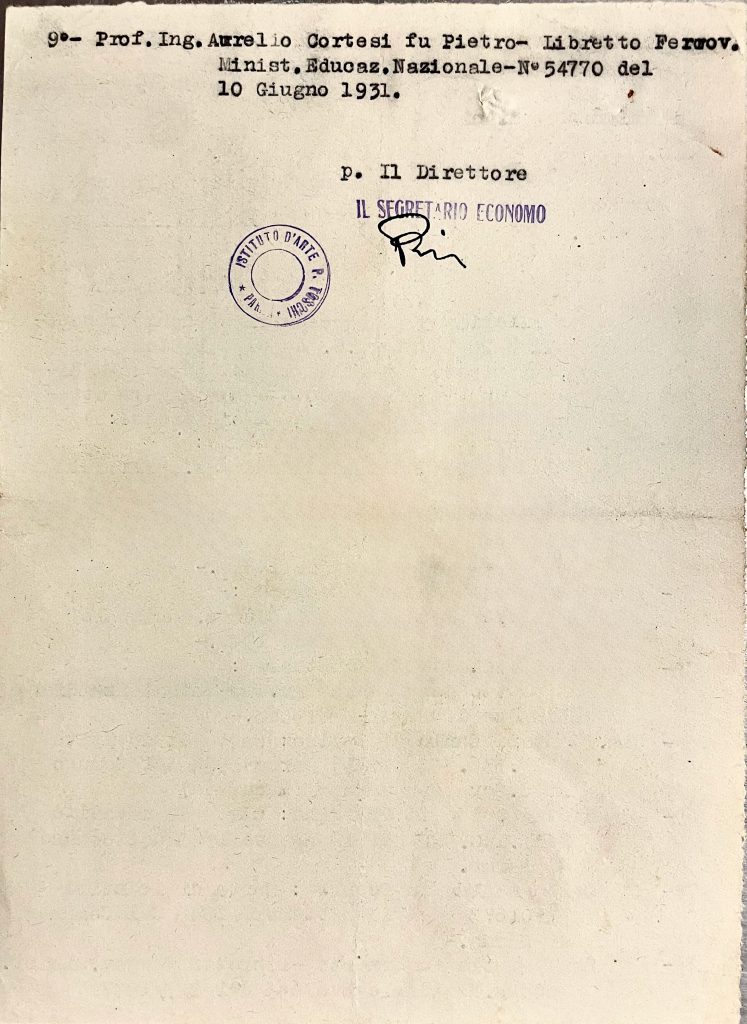 9°- Prof. Ing. Aurelio Cortesi fu Pietro- Libretto Ferrov.
Minist. Educaz. Nazionale-N° 54770 del
10 Giugno 1931.
p. Il Direttore
IL SEGRETARIO ECONOMO
ISTITUTO D'ARTE P. TOSCHI